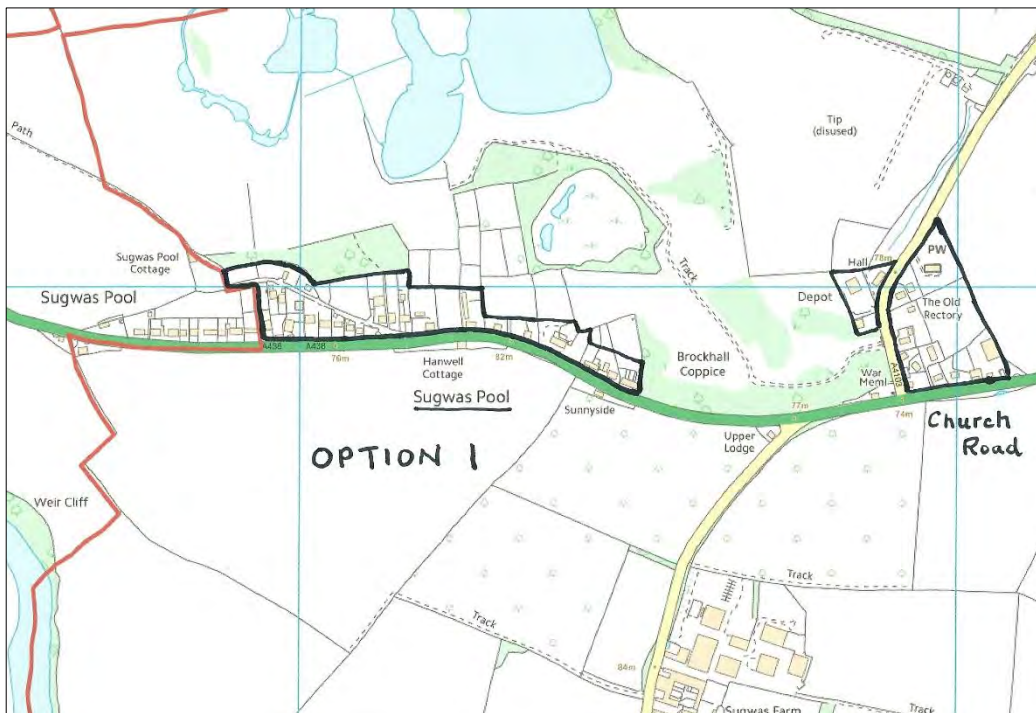 Path
Tip
(disused)
Sugwas Pool
Cottage
Hall
78m
PW
Sugwas Pool
Depot
The Old
Rectory
Track
A438
A438
76m
Hanwell
Cottage
82m
Brockhall
Coppice
War
Meml
A4103
Sugwas Pool
Sunnyside
77m
74m
Church
Road
Upper
Lodge
OPTION 1
Weir Cliff
Track
Track
84m
Sugwas Farm
Track